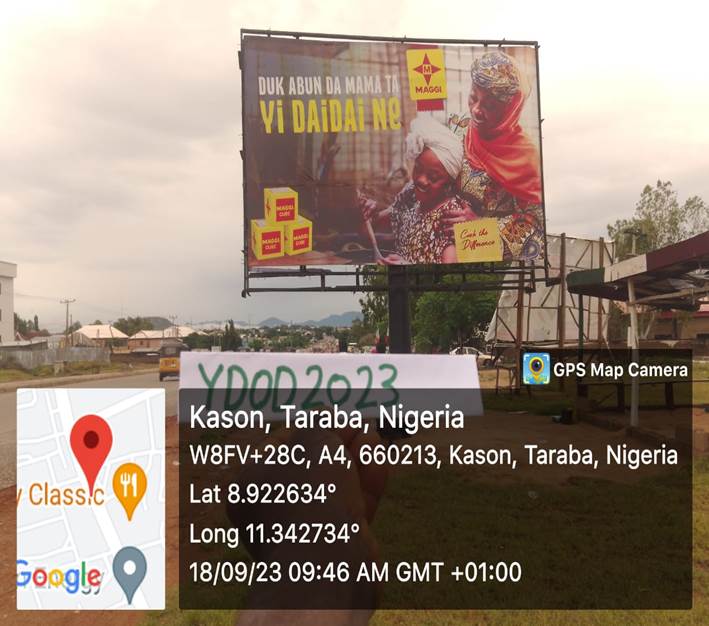 DUK ABUN DA MAMA TA
Yi DAiDAi Ne
MAGGI
MAGGI
CUBE
MAGGI
CUBE
MAGGI
CUBE
Cook the
Difference
YDOD2023
GPS Map Camera
Kason, Taraba, Nigeria
W8FV+28C, A4, 660213, Kason, Taraba, Nigeria
Lat 8.922634°
Long 11.342734°
18/09/23 09:46 AM GMT +01:00
y Classic
Google